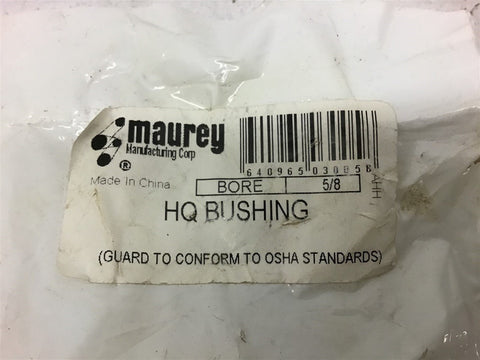 maurey
Manufacturing Corp
®
640965030858
Made In China
BORE 5/8
HQ BUSHING
(GUARD TO CONFORM TO OSHA STANDARDS)